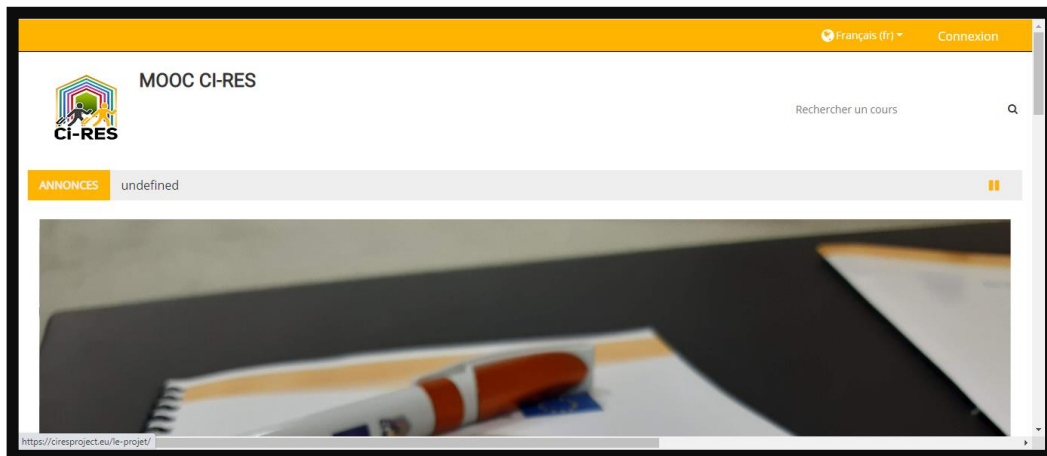 Français (fr)
Connexion
MOOC CI-RES
Ci-RES
Rechercher un cours
ANNONCES
undefined
https://ciresproject.eu/le-projet/